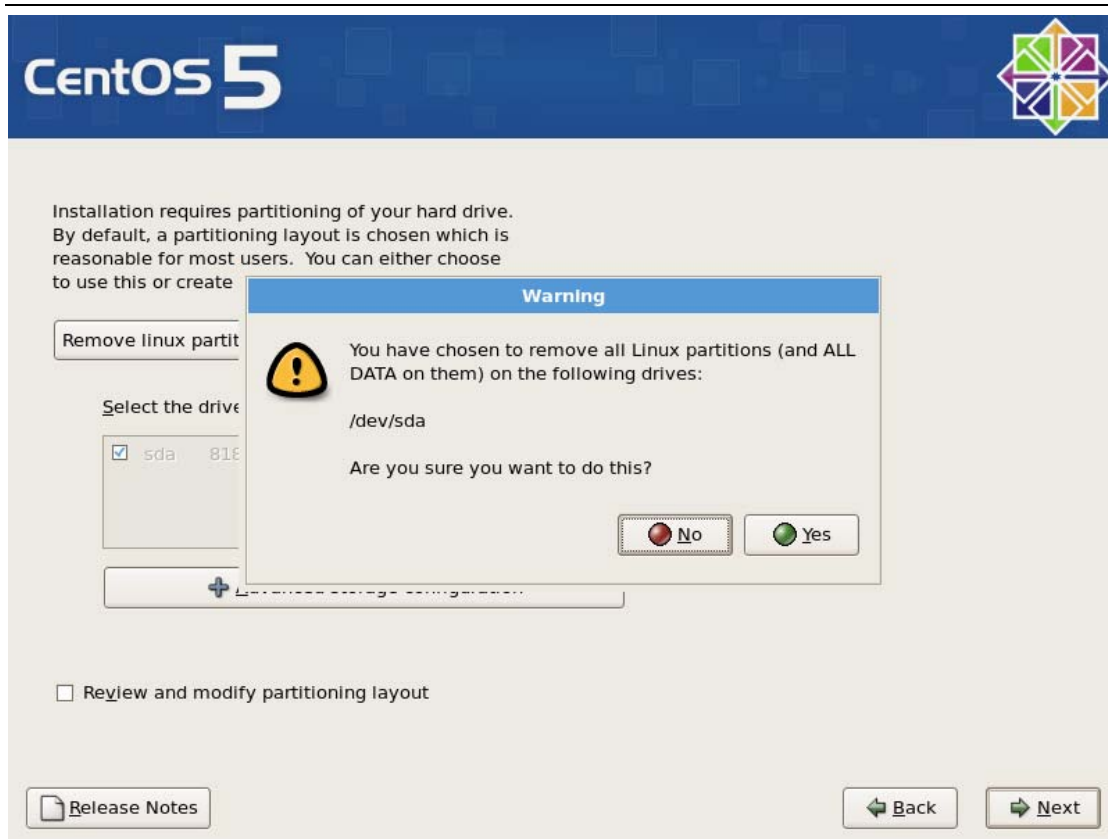 CentOS 5
Installation requires partitioning of your hard drive.
By default, a partitioning layout is chosen which is
reasonable for most users. You can either choose
to use this or create
Warning
Remove linux
You have chosen to remove all Linux partitions (and ALL
DATA on them) on the following drives:
/dev/sda
Are you sure you want to do this?
Select the
sda
No
Yes
Review and modify partitioning layout
Release Notes
Back
Next